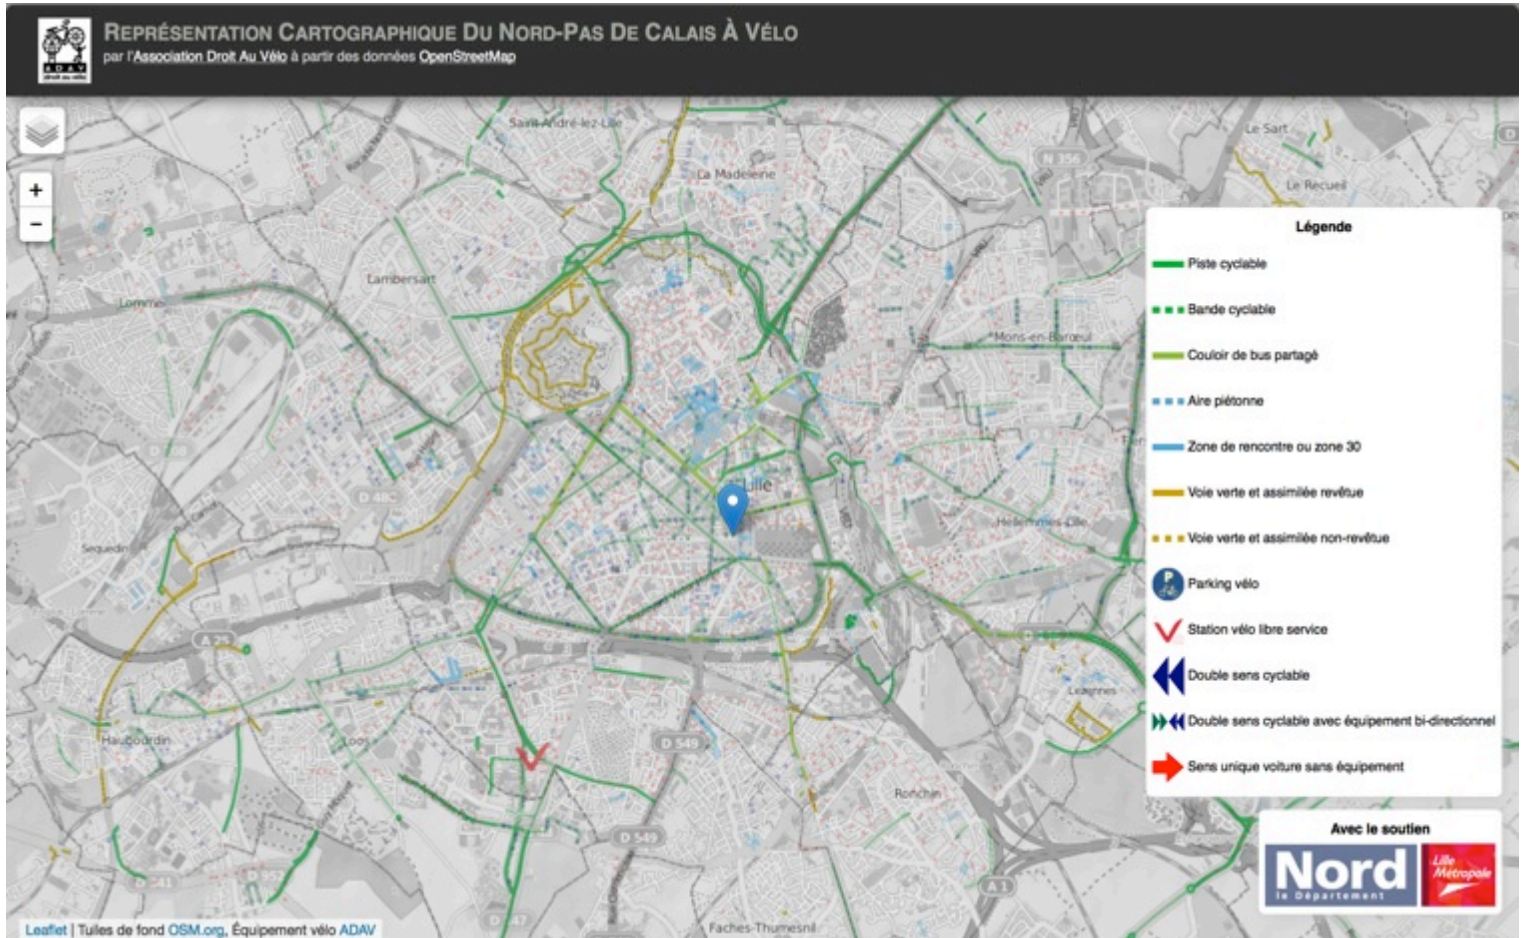 REPRÉSENTATION CARTOGRAPHIQUE DU NORD-PAS DE CALAIS À VÉLO
par l'Association Droit Au Vélo à partir des données OpenStreetMap
ADAV
droit au vélo
+
−
Saint-André-lez-Lille
La Madeleine
N 356
Le Sart
Le Recueil
Lambersart
Lomme
Mons-en-Barœul
Lille
Hellemmes-Lille
Sequedin
A 25
Haubourdin
Loos
Lezennes
D 549
D 549
Ronchin
A 1
Faches-Thumesnil
Légende
Piste cyclable
Bande cyclable
Couloir de bus partagé
Aire piétonne
Zone de rencontre ou zone 30
Voie verte et assimilée revêtue
Voie verte et assimilée non-revêtue
P
Parking vélo
Station vélo libre service
Double sens cyclable
Double sens cyclable avec équipement bi-directionnel
Sens unique voiture sans équipement
Avec le soutien
Nord
le Département
Lille
Métropole
Leaflet | Tuiles de fond OSM.org, Équipement vélo ADAV